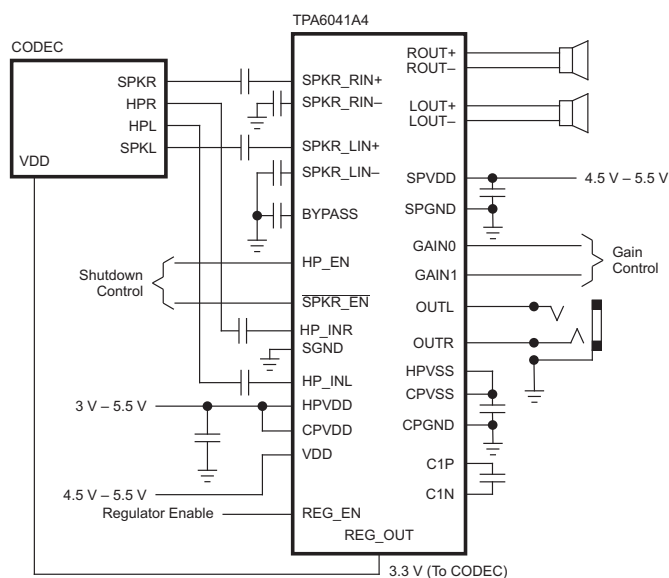 TPA6041A4
CODEC
SPKR
HPR
HPL
SPKL
VDD
SPKR_RIN+
SPKR_RIN–
SPKR_LIN+
SPKR_LIN–
BYPASS
HP_EN
SPKR_EN
HP_INR
SGND
HP_INL
HPVDD
CPVDD
VDD
REG_EN
REG_OUT
ROUT+
ROUT–
LOUT+
LOUT–
SPVDD
SPGND
GAIN0
GAIN1
OUTL
OUTR
HPVSS
CPVSS
CPGND
C1P
C1N
4.5 V – 5.5 V
Gain
Control
Shutdown
Control
3 V – 5.5 V
4.5 V – 5.5 V
Regulator Enable
3.3 V (To CODEC)